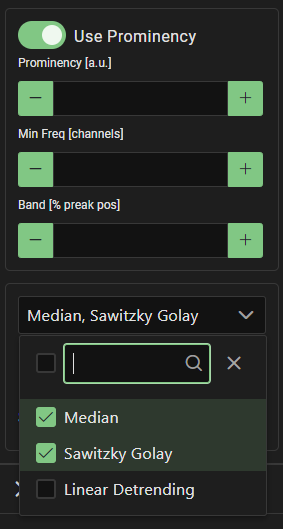 Use Prominency
Prominency [a.u.]
Min Freq [channels]
Band [% preak pos]
Median, Sawitzky Golay
Median
Sawitzky Golay
Linear Detrending